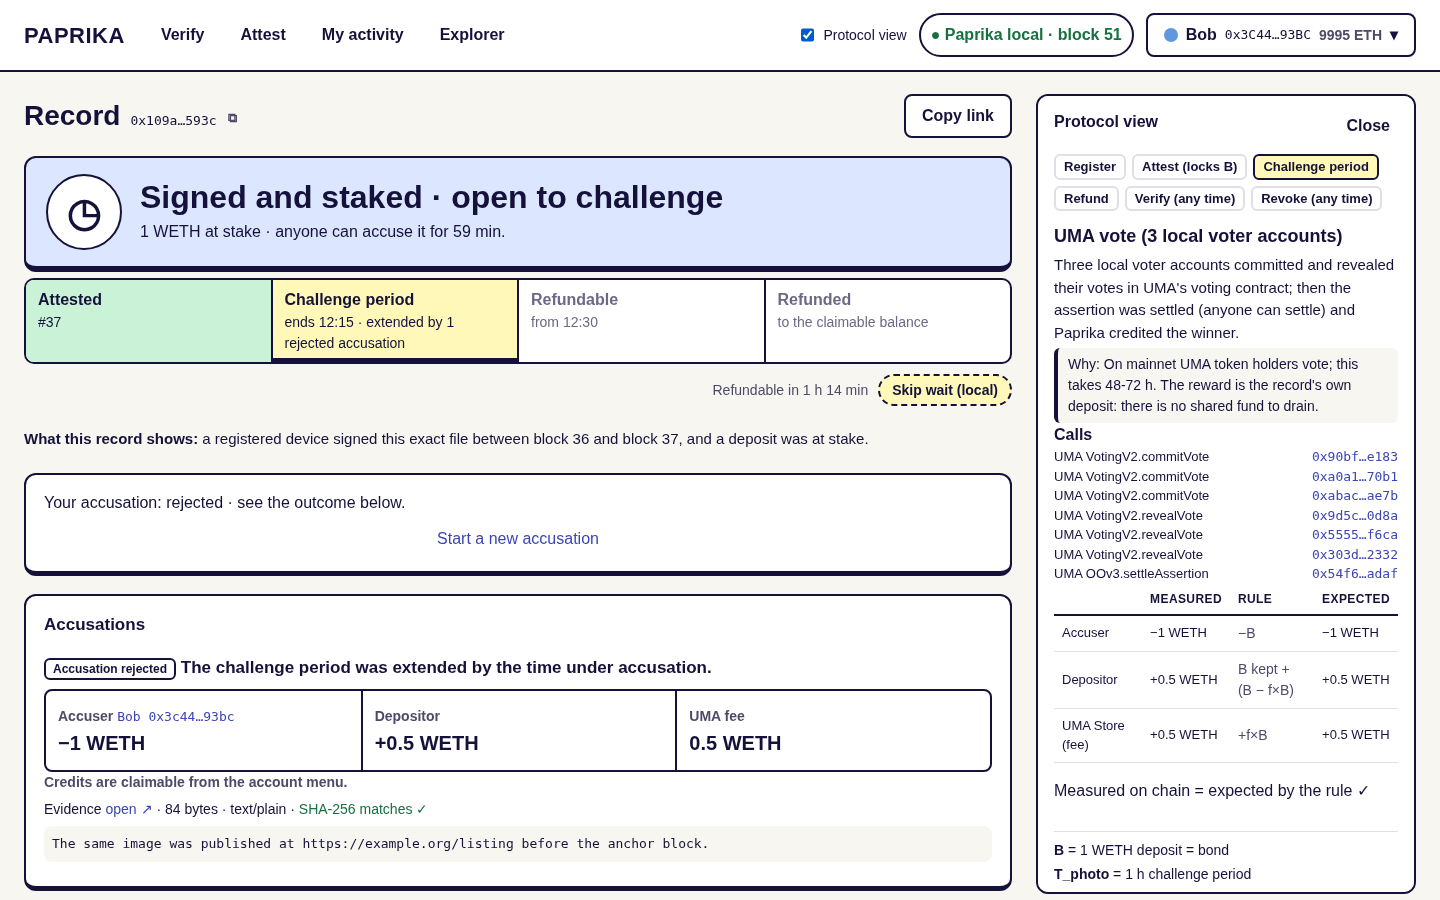 PAPRIKA Verify Attest My activity Explorer Protocol view ● Paprika local · block 51 Bob 0x3C44…93BC 9995 ETH ▼
Record 0x109a…593c ⧉ Copy link
Signed and staked · open to challenge
1 WETH at stake · anyone can accuse it for 59 min.
Attested
#37
Challenge period
ends 12:15 · extended by 1
rejected accusation
Refundable
from 12:30
Refunded
to the claimable balance
Refundable in 1 h 14 min Skip wait (local)
What this record shows: a registered device signed this exact file between block 36 and block 37, and a deposit was at stake.
Your accusation: rejected · see the outcome below.
Start a new accusation
Accusations
Accusation rejected The challenge period was extended by the time under accusation.
Accuser Bob 0x3c44…93bc
−1 WETH
Depositor
+0.5 WETH
UMA fee
0.5 WETH
Credits are claimable from the account menu.
Evidence open ↗ · 84 bytes · text/plain · SHA-256 matches ✓
The same image was published at https://example.org/listing before the anchor block.
Protocol view Close
Register Attest (locks B) Challenge period
Refund Verify (any time) Revoke (any time)
UMA vote (3 local voter accounts)
Three local voter accounts committed and revealed
their votes in UMA's voting contract; then the
assertion was settled (anyone can settle) and
Paprika credited the winner.
Why: On mainnet UMA token holders vote; this
takes 48-72 h. The reward is the record's own
deposit: there is no shared fund to drain.
Calls
UMA VotingV2.commitVote 0x90bf…e183
UMA VotingV2.commitVote 0xa0a1…70b1
UMA VotingV2.commitVote 0xabac…ae7b
UMA VotingV2.revealVote 0x9d5c…0d8a
UMA VotingV2.revealVote 0x5555…f6ca
UMA VotingV2.revealVote 0x303d…2332
UMA OOv3.settleAssertion 0x54f6…adaf
MEASURED RULE EXPECTED
Accuser −1 WETH −B −1 WETH
Depositor +0.5 WETH B kept + (B − f×B) +0.5 WETH
UMA Store (fee) +0.5 WETH +f×B +0.5 WETH
Measured on chain = expected by the rule ✓
B = 1 WETH deposit = bond
T_photo = 1 h challenge period